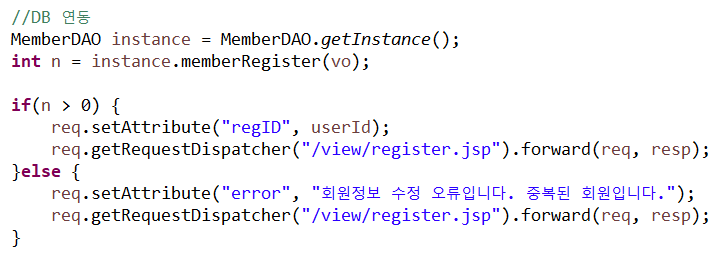 //DB 연동
MemberDAO instance = MemberDAO.getInstance();
int n = instance.memberRegister(vo);
if(n > 0) {
req.setAttribute("regID", userId);
req.getRequestDispatcher("/view/register.jsp").forward(req, resp);
}else {
req.setAttribute("error", "회원정보 수정 오류입니다. 중복된 회원입니다.");
req.getRequestDispatcher("/view/register.jsp").forward(req, resp);
}